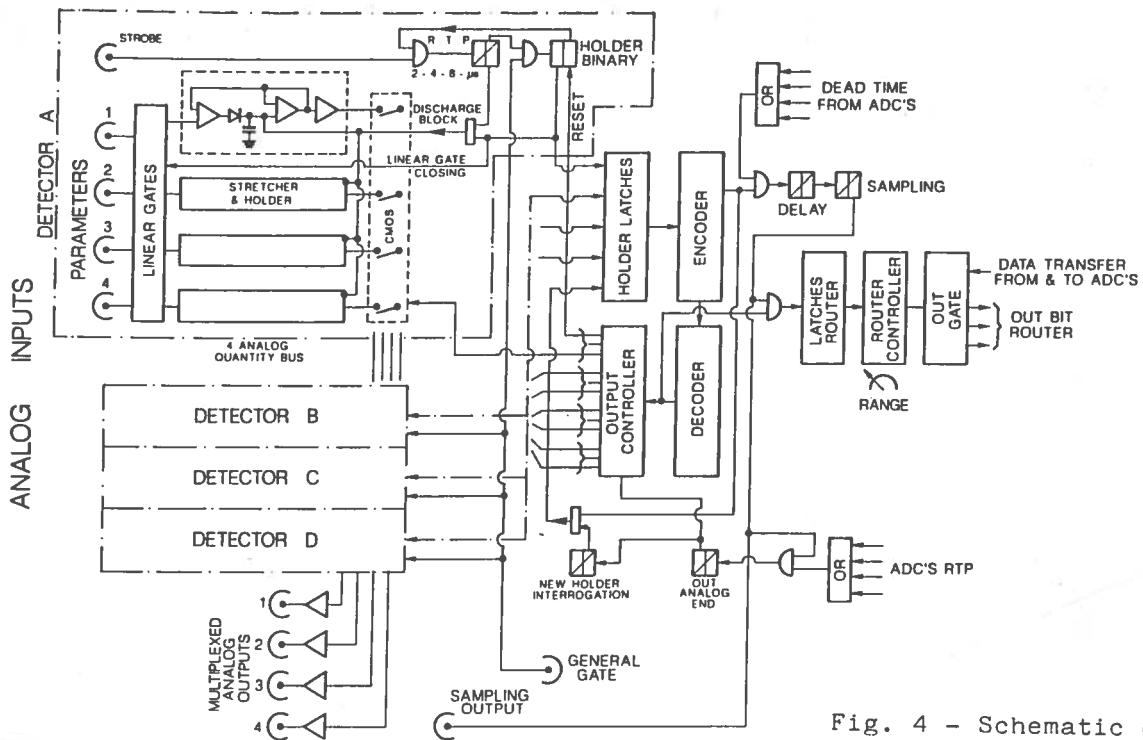 STROBE
R T P
2 - 4 - 8 - µs
HOLDER
BINARY
DETECTOR A
PARAMETERS
1
2
3
4
LINEAR GATES
STRETCHER
& HOLDER
CMOS
DISCHARGE
BLOCK
LINEAR GATE
CLOSING
RESET
4 ANALOG
QUANTITY BUS
ANALOG INPUTS
DETECTOR B
DETECTOR C
DETECTOR D
HOLDER LATCHES
ENCODER
OUTPUT
CONTROLLER
DECODER
OR
DEAD TIME
FROM ADC'S
DELAY
SAMPLING
LATCHES
ROUTER
ROUTER
CONTROLLER
RANGE
OUT
GATE
DATA TRANSFER
FROM & TO ADC'S
OUT BIT
ROUTER
NEW HOLDER
INTERROGATION
OUT
ANALOG
END
OR
ADC'S RTP
MULTIPLEXED
ANALOG
OUTPUTS
1
2
3
4
GENERAL
GATE
SAMPLING
OUTPUT
Fig. 4 - Schematic